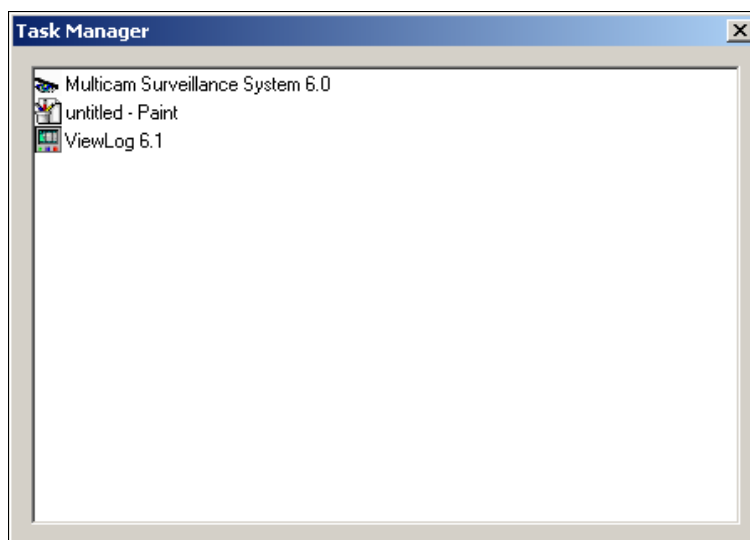 Task Manager
Multicam Surveillance System 6.0
untitled - Paint
ViewLog 6.1